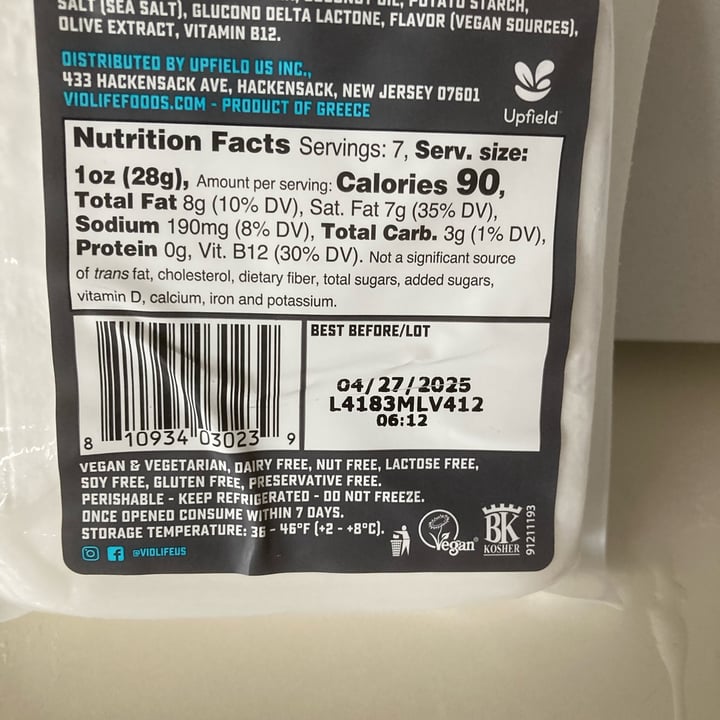 OIL, POTATO STARCH,
SALT (SEA SALT), GLUCONO DELTA LACTONE, FLAVOR (VEGAN SOURCES),
OLIVE EXTRACT, VITAMIN B12.
DISTRIBUTED BY UPFIELD US INC.,
433 HACKENSACK AVE, HACKENSACK, NEW JERSEY 07601
VIOLIFEFOODS.COM - PRODUCT OF GREECE
Upfield
Nutrition Facts Servings: 7, Serv. size:
1oz (28g), Amount per serving: Calories 90,
Total Fat 8g (10% DV), Sat. Fat 7g (35% DV),
Sodium 190mg (8% DV), Total Carb. 3g (1% DV),
Protein 0g, Vit. B12 (30% DV). Not a significant source
of trans fat, cholesterol, dietary fiber, total sugars, added sugars,
vitamin D, calcium, iron and potassium.
BEST BEFORE/LOT
04/27/2025
L4183MLV412
06:12
8 10934 03023 9
VEGAN & VEGETARIAN, DAIRY FREE, NUT FREE, LACTOSE FREE,
SOY FREE, GLUTEN FREE, PRESERVATIVE FREE.
PERISHABLE - KEEP REFRIGERATED - DO NOT FREEZE.
ONCE OPENED CONSUME WITHIN 7 DAYS.
STORAGE TEMPERATURE: 36 - 46°F (+2 - +8°C).
@VIOLIFEUS
Vegan
BK
KOSHER
91211193